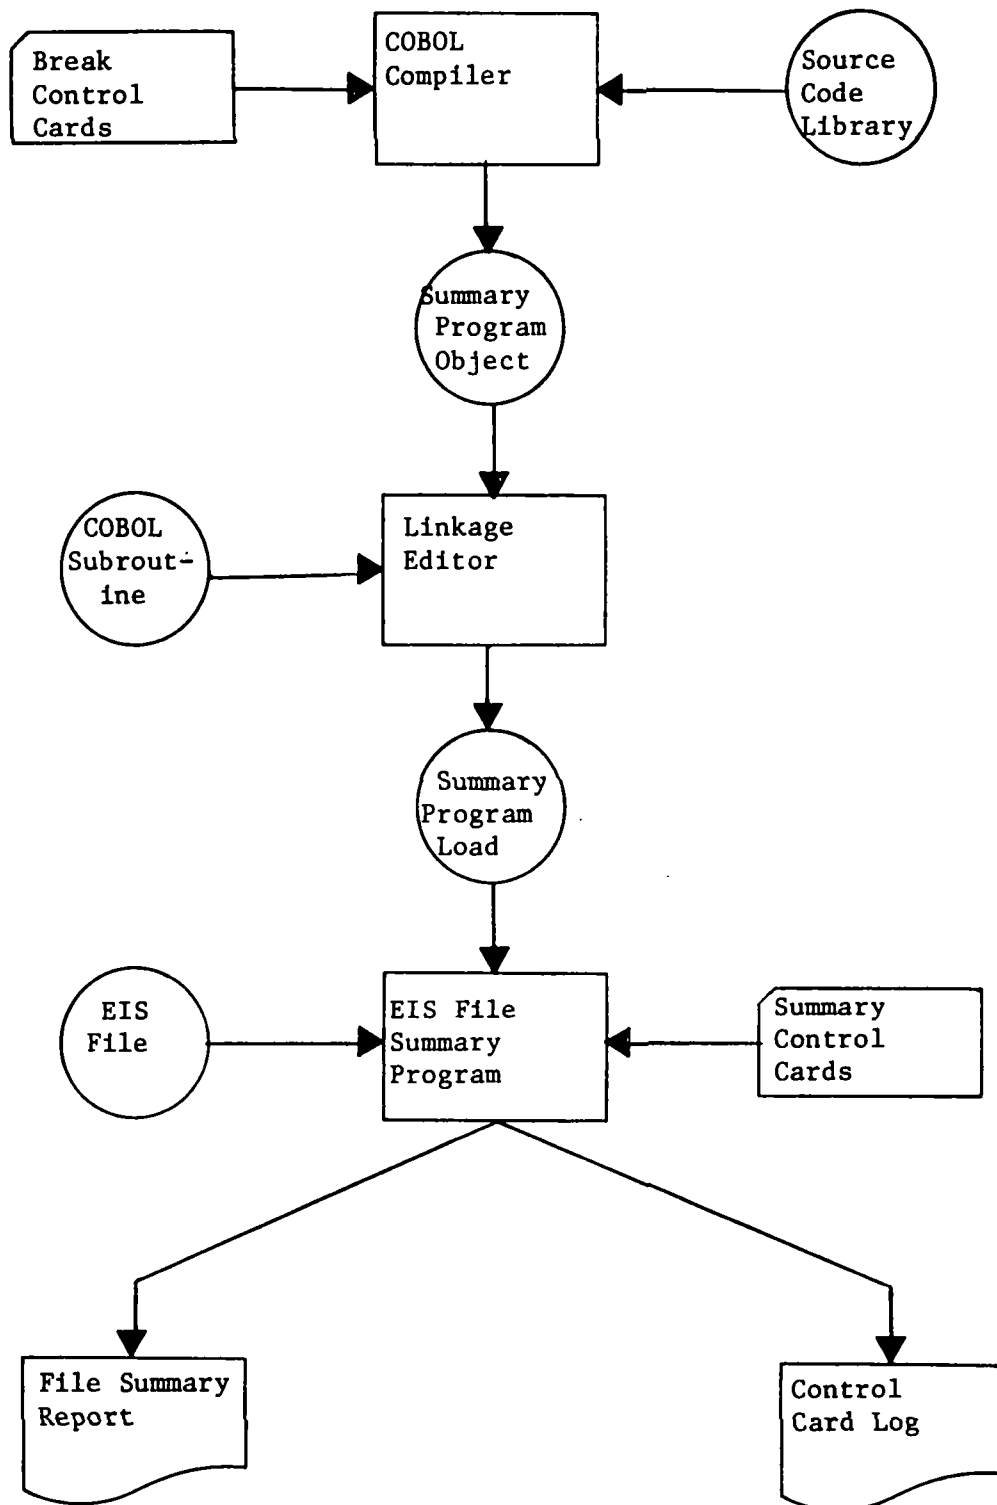 Break
Control
Cards
COBOL
Compiler
Source
Code
Library
Summary
Program
Object
COBOL
Subrout-
ine
Linkage
Editor
Summary
Program
Load
EIS
File
EIS File
Summary
Program
Summary
Control
Cards
File Summary
Report
Control
Card Log